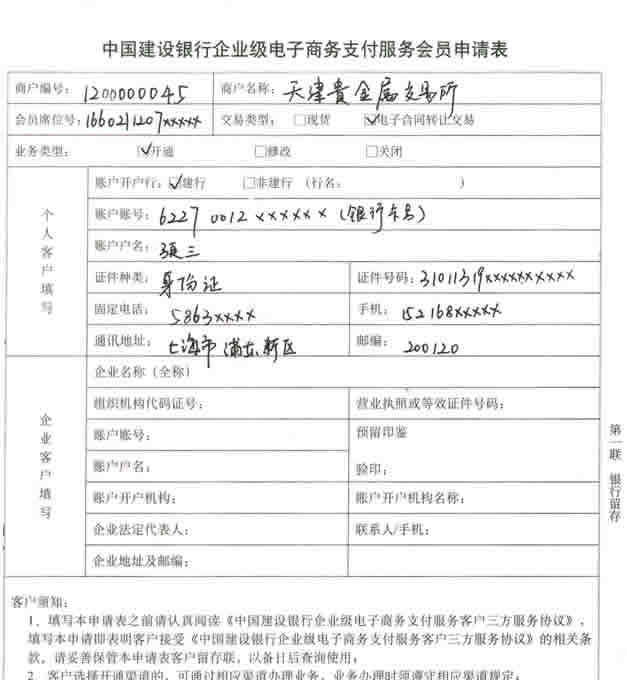 中国建设银行企业级电子商务支付服务会员申请表
商户编号: 1200000045 商户名称: 天津贵金属交易所
会员席位号: 166021207xxxxx 交易类型: □现货 ☑电子合同转让交易
业务类型: ☑开通 □修改 □关闭
个人客户填写
账户开户行: ☑建行 □非建行 (行名: )
账户账号: 6227 0012 xxxxxx (银行卡号)
账户户名: 张三
证件种类: 身份证 证件号码: 31011319xxxxxxxxxx
固定电话: 5863xxxx 手机: 152168xxxxx
通讯地址: 上海市浦东新区 邮编: 200120
企业客户填写
企业名称 (全称)
组织机构代码证号: 营业执照或等效证件号码:
账户账号: 预留印鉴
账户户名: 验印:
账户开户机构: 账户开户机构名称:
企业法定代表人: 联系人/手机:
企业地址及邮编:
第一联 银行留存
客户须知:
1、填写本申请表之前请认真阅读《中国建设银行企业级电子商务支付服务客户三方服务协议》,
填写本申请即表明客户接受《中国建设银行企业级电子商务支付服务客户三方服务协议》的相关条
款,请妥善保管本申请表客户留存联,以备日后查询使用;
2、客户选择开通渠道的,可通过相应渠道办理业务,业务办理时须遵守相应渠道规定;